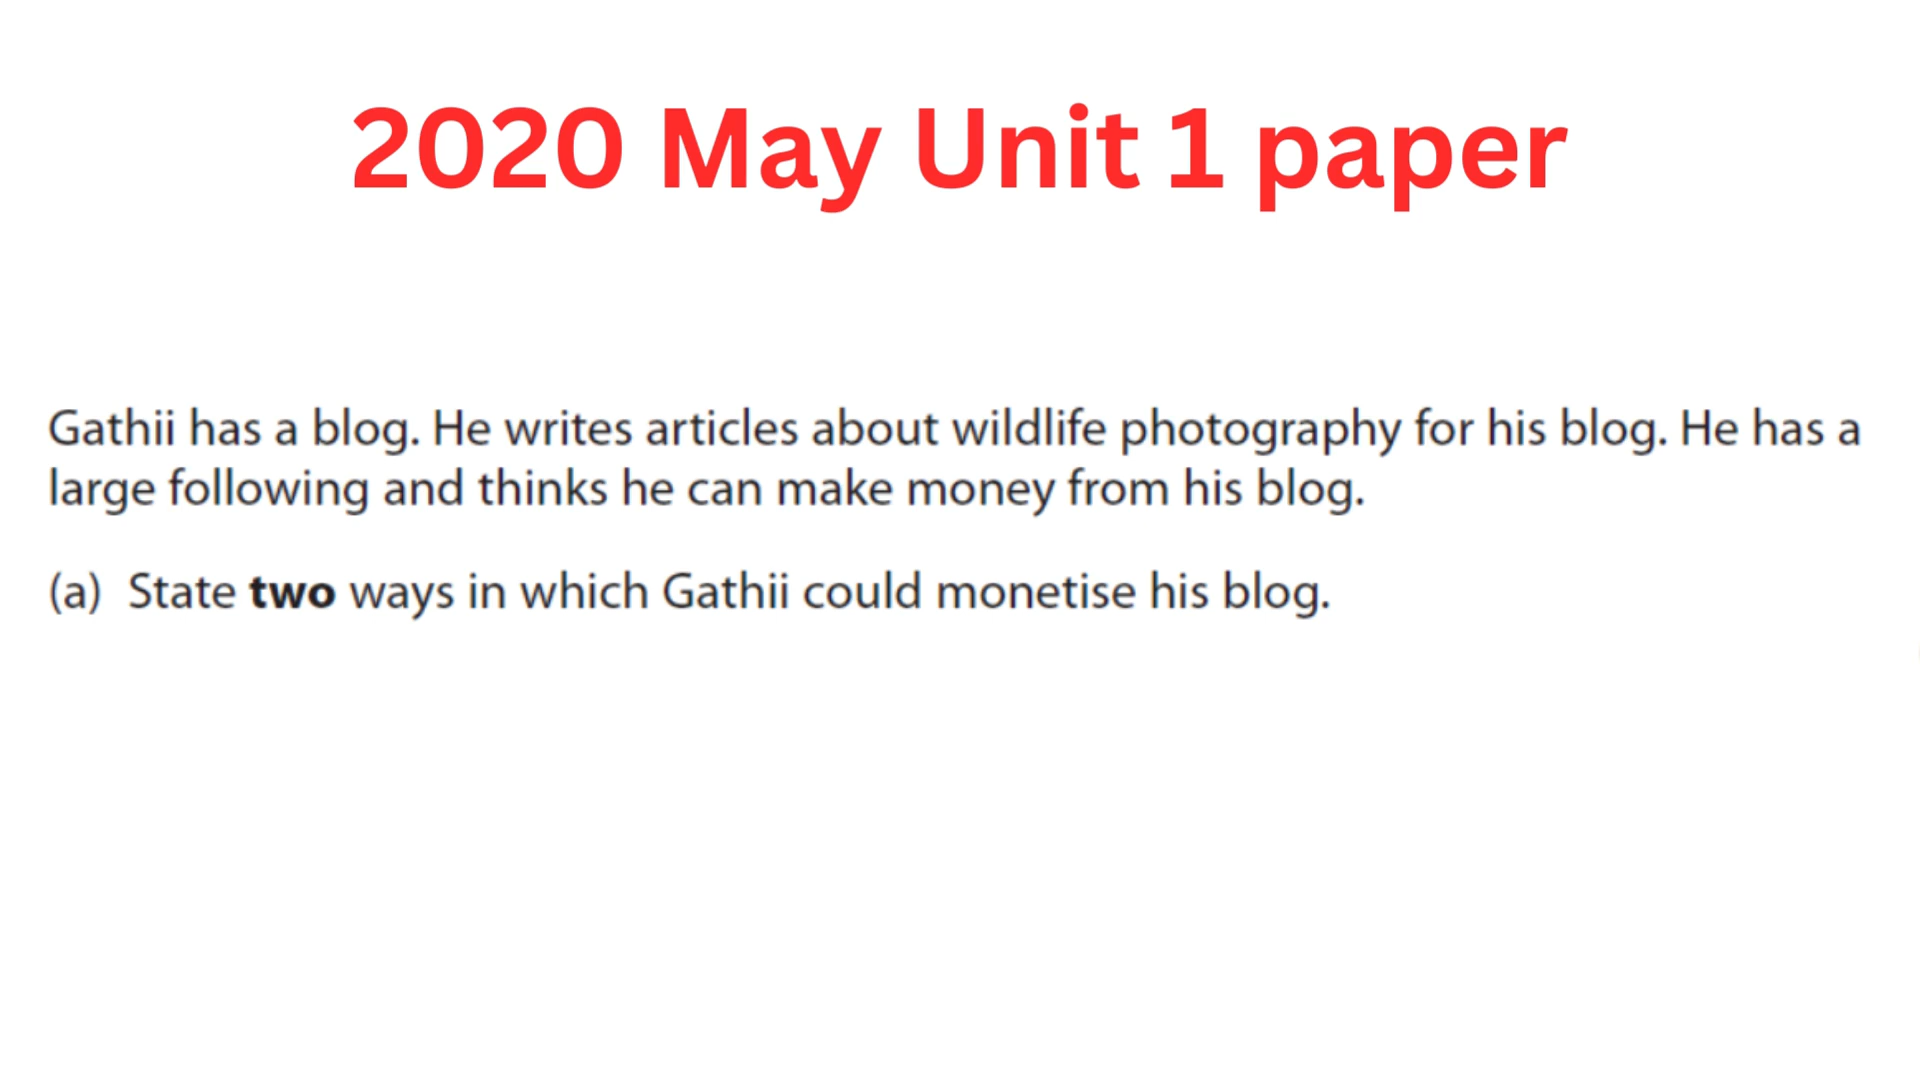 2020 May Unit 1 paper
Gathii has a blog. He writes articles about wildlife photography for his blog. He has a
large following and thinks he can make money from his blog.
(a) State two ways in which Gathii could monetise his blog.